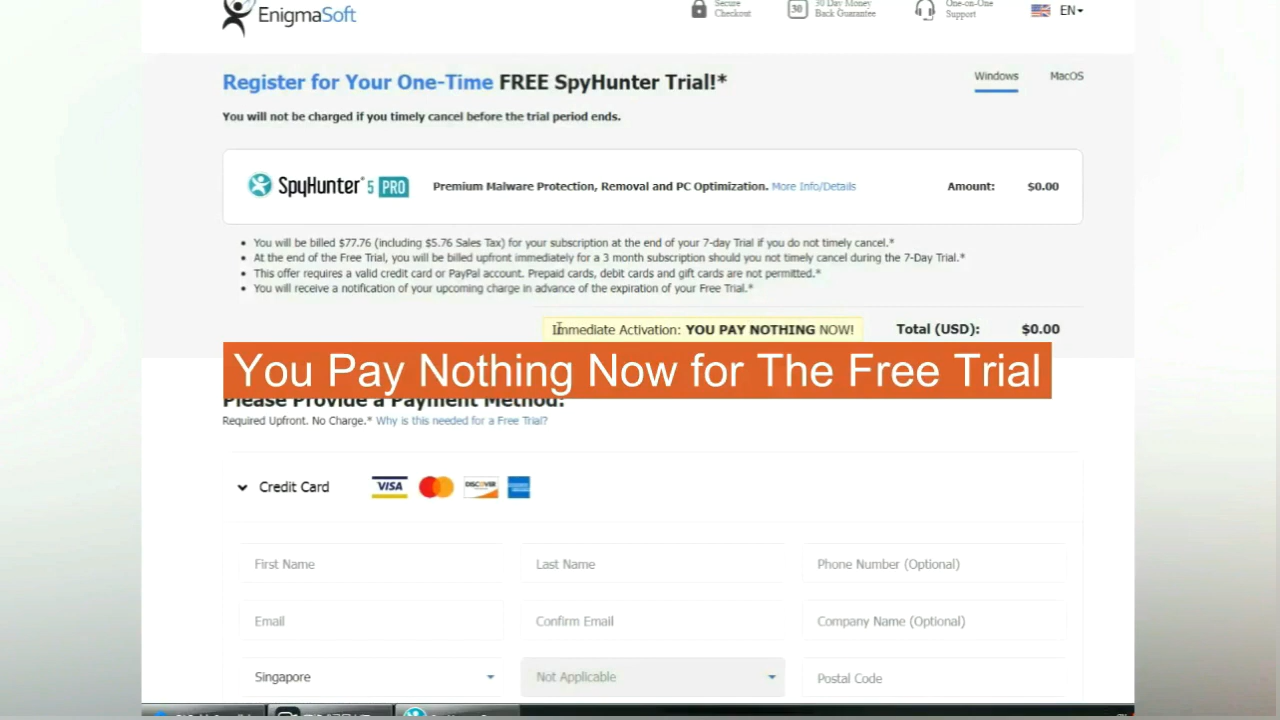 EnigmaSoft
Secure
Checkout
30
30 Day Money
Back Guarantee
One-on-One
Support
EN
Register for Your One-Time FREE SpyHunter Trial!*
Windows
MacOS
You will not be charged if you timely cancel before the trial period ends.
SpyHunter® 5 PRO
Premium Malware Protection, Removal and PC Optimization. More Info/Details
Amount: $0.00
• You will be billed $77.76 (including $5.76 Sales Tax) for your subscription at the end of your 7-day Trial if you do not timely cancel.*
• At the end of the Free Trial, you will be billed upfront immediately for a 3 month subscription should you not timely cancel during the 7-Day Trial.*
• This offer requires a valid credit card or PayPal account. Prepaid cards, debit cards and gift cards are not permitted.*
• You will receive a notification of your upcoming charge in advance of the expiration of your Free Trial.*
Immediate Activation: YOU PAY NOTHING NOW!
Total (USD): $0.00
You Pay Nothing Now for The Free Trial
Please Provide a Payment Method:
Required Upfront. No Charge.* Why is this needed for a Free Trial?
Credit Card
VISA
DISCOVER
First Name
Last Name
Phone Number (Optional)
Email
Confirm Email
Company Name (Optional)
Singapore
Not Applicable
Postal Code